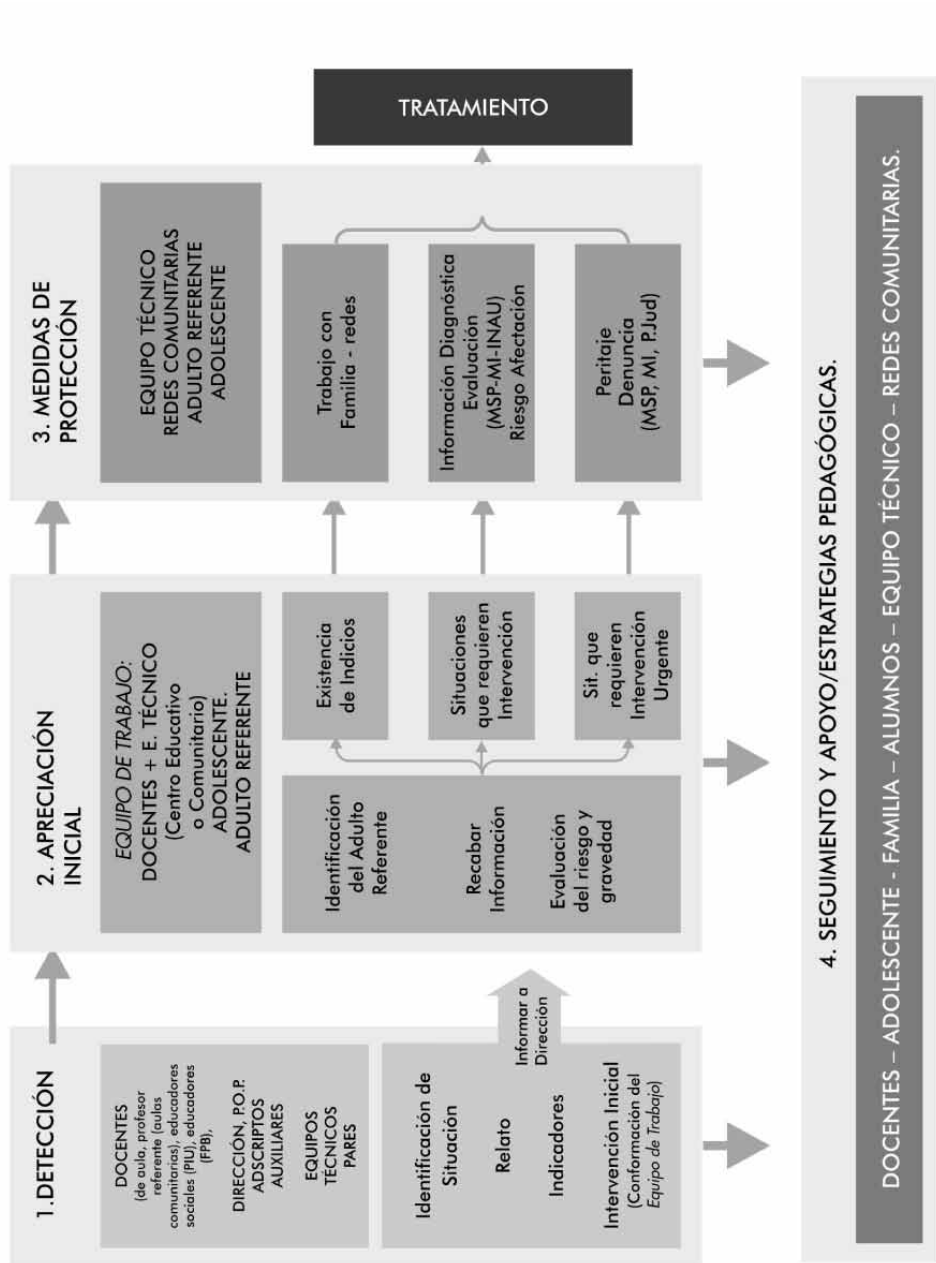 1.DETECCIÓN
DOCENTES
(de aula, profesor
referente (aulas
comunitarias), educadores
sociales (PIU), educadores
(FPB),
DIRECCIÓN, P.O.P.
ADSCRIPTOS
AUXILIARES
EQUIPOS
TÉCNICOS
PARES
Identificación de
Situación
Relato
Indicadores
Intervención Inicial
(Conformación del
Equipo de Trabajo)
Informar a
Dirección
2. APRECIACIÓN
INICIAL
EQUIPO DE TRABAJO:
DOCENTES + E. TÉCNICO
(Centro Educativo
o Comunitario)
ADOLESCENTE.
ADULTO REFERENTE
Identificación
del Adulto
Referente
Recabar
Información
Evaluación
del riesgo y
gravedad
Existencia
de Indicios
Situaciones
que requieren
Intervención
Sit. que
requieren
Intervención
Urgente
3. MEDIDAS DE
PROTECCIÓN
EQUIPO TÉCNICO
REDES COMUNITARIAS
ADULTO REFERENTE
ADOLESCENTE
Trabajo con
Familia - redes
Información Diagnóstica
Evaluación
(MSP-MI-INAU)
Riesgo Afectación
Peritaje
Denuncia
(MSP, MI, P.Jud)
TRATAMIENTO
4. SEGUIMIENTO Y APOYO/ESTRATEGIAS PEDAGÓGICAS.
DOCENTES – ADOLESCENTE - FAMILIA – ALUMNOS – EQUIPO TÉCNICO – REDES COMUNITARIAS.